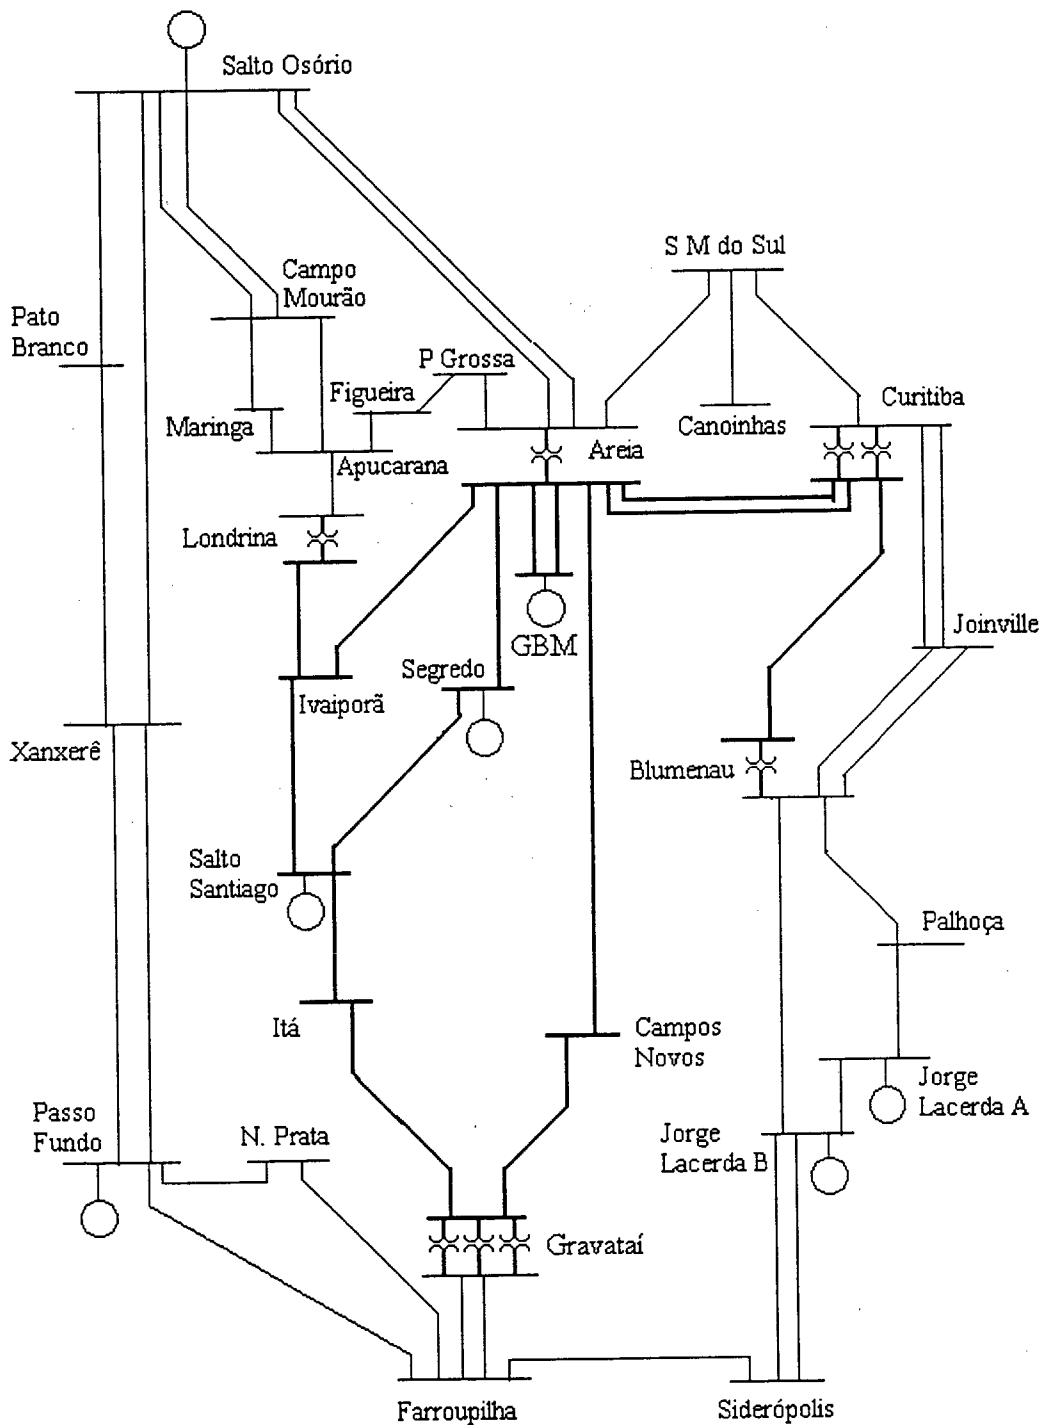 Salto Osório
S M do Sul
Campo
Mourão
Pato
Branco
P Grossa
Figueira
Curitiba
Maringa
Canoinhas
Areia
Apucarana
Londrina
GBM
Joinville
Segredo
Ivaiporã
Xanxerê
Blumenau
Salto
Santiago
Palhoça
Itá
Campos
Novos
Jorge
Lacerda A
Passo
Fundo
N. Prata
Jorge
Lacerda B
Gravataí
Farroupilha
Siderópolis